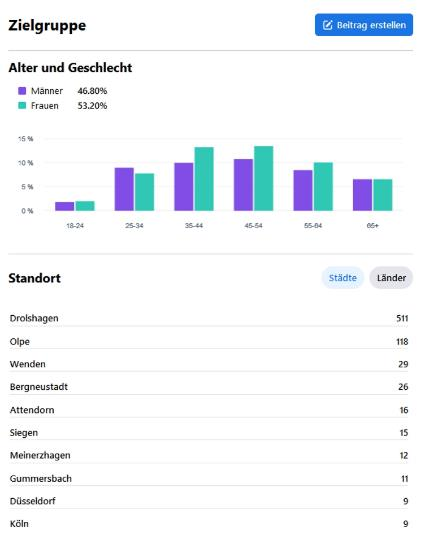 Zielgruppe
Beitrag erstellen
Alter und Geschlecht
Männer 46.80%
Frauen 53.20%
15 %
10 %
5 %
0 %
18-24 25-34 35-44 45-54 55-64 65+
Standort
Städte Länder
Drolshagen 511
Olpe 118
Wenden 29
Bergneustadt 26
Attendorn 16
Siegen 15
Meinerzhagen 12
Gummersbach 11
Düsseldorf 9
Köln 9